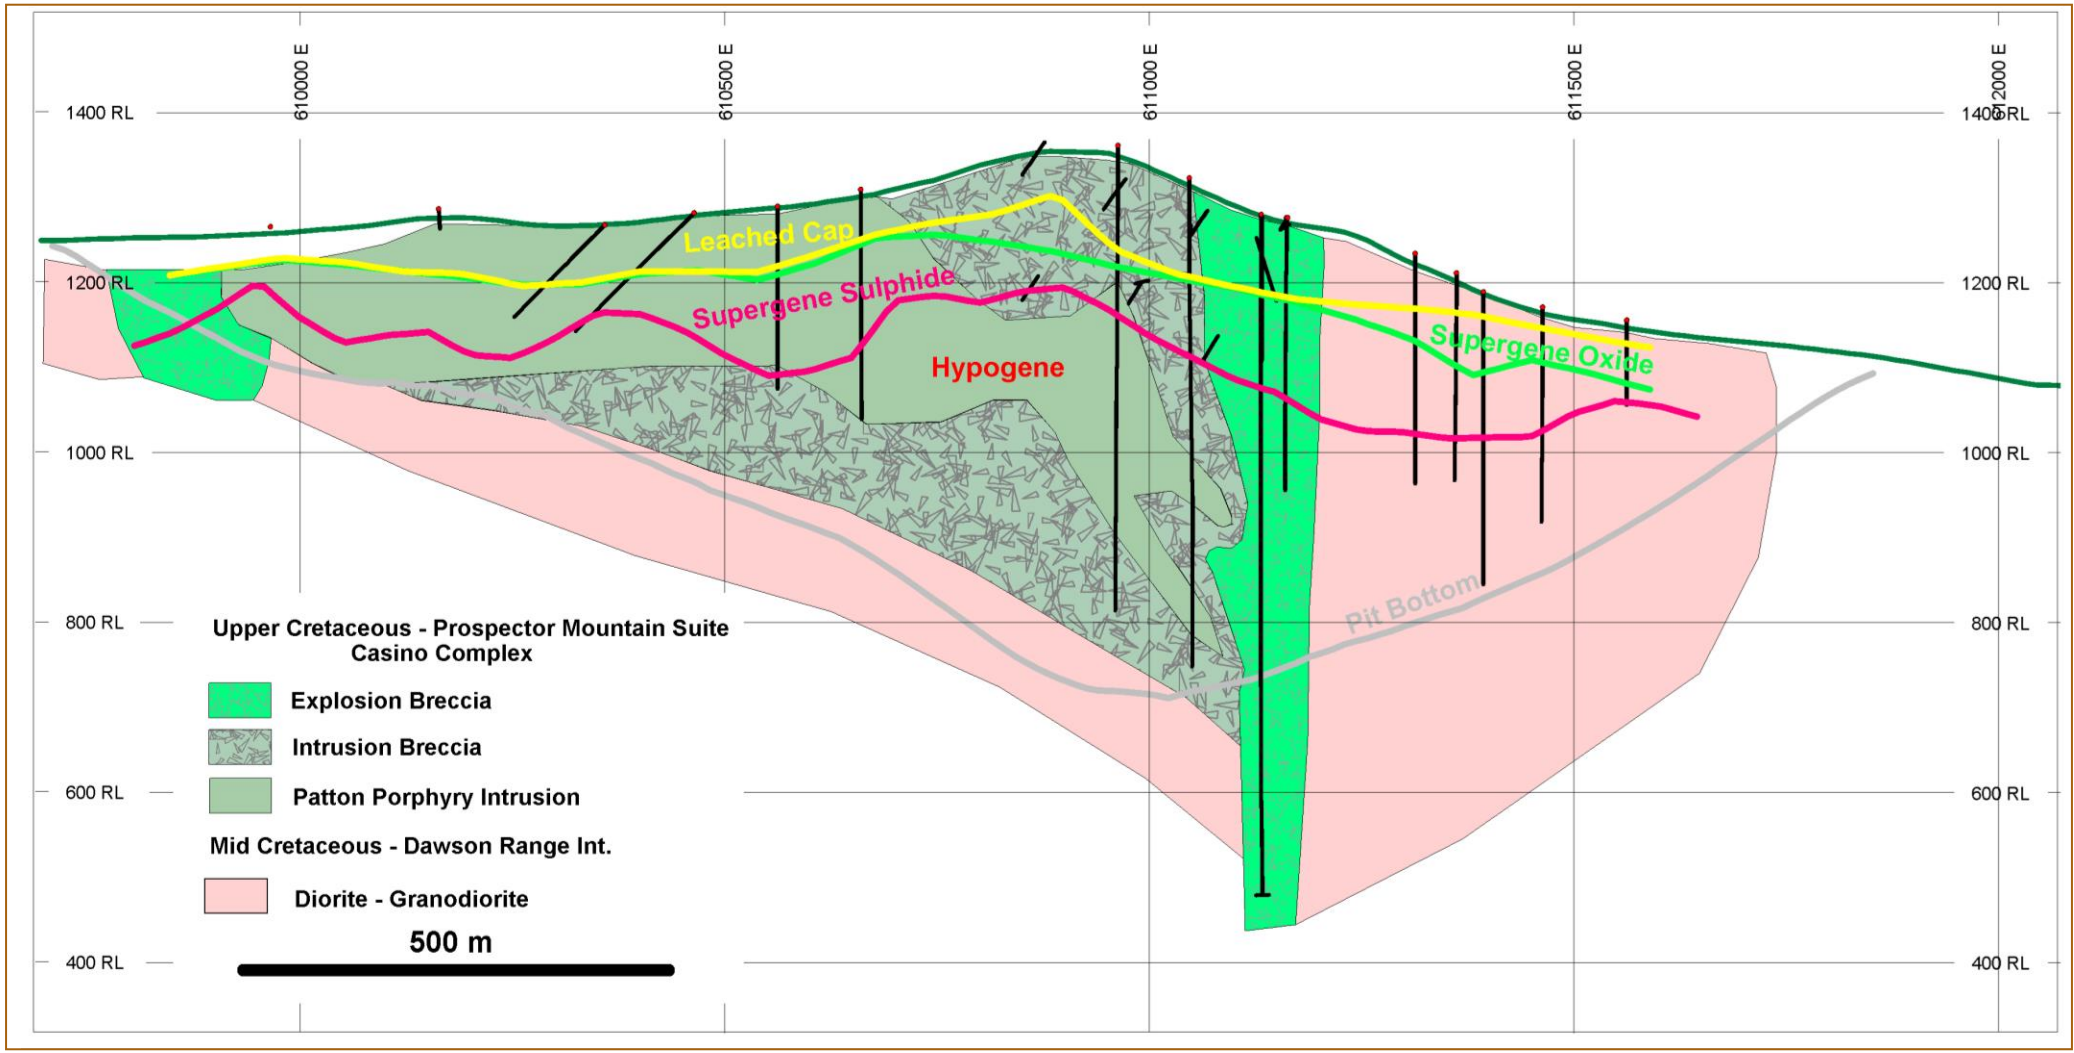 610000 E
610500 E
611000 E
611500 E
612000 E
1400 RL
1400 RL
Leached Cap
1200 RL
Supergene Sulphide
1200 RL
Supergene Oxide
Hypogene
1000 RL
1000 RL
Pit Bottom
800 RL
800 RL
Upper Cretaceous - Prospector Mountain Suite
Casino Complex
Explosion Breccia
Intrusion Breccia
600 RL
Patton Porphyry Intrusion
600 RL
Mid Cretaceous - Dawson Range Int.
Diorite - Granodiorite
500 m
400 RL
400 RL